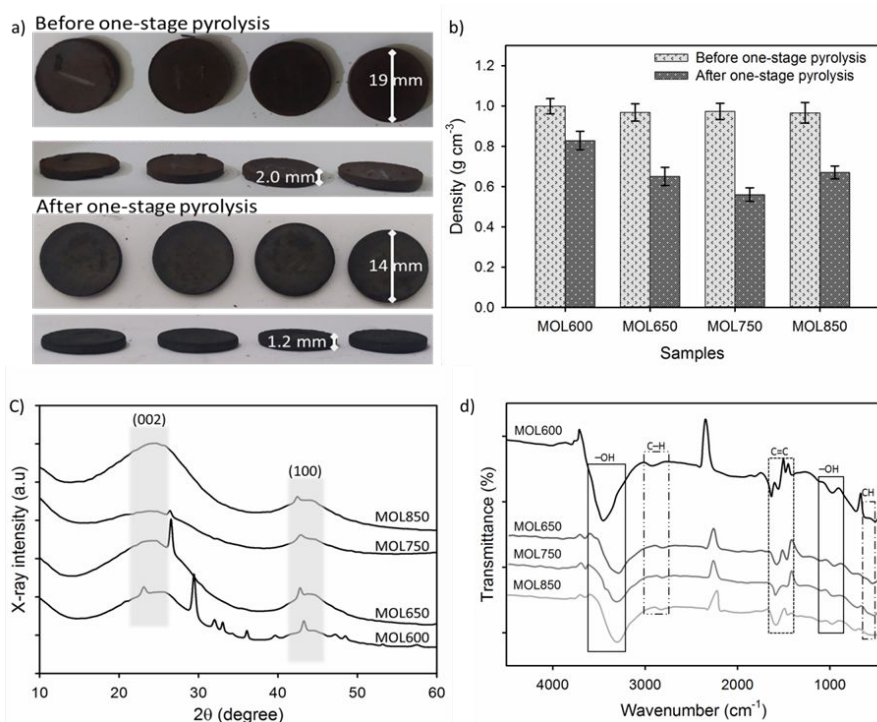 a)
Before one-stage pyrolysis
19 mm
2.0 mm
After one-stage pyrolysis
14 mm
1.2 mm
b)
Before one-stage pyrolysis
After one-stage pyrolysis
1.2
1.0
0.8
0.6
0.4
0.2
0.0
Density (g cm⁻³)
MOL600 MOL650 MOL750 MOL850
Samples
C)
(002)
(100)
MOL850
MOL750
MOL650
MOL600
X-ray intensity (a.u)
10 20 30 40 50 60
2θ (degree)
d)
MOL600
–OH
C–H
C=C
–OH
CH
MOL650
MOL750
MOL850
Transmittance (%)
4000 3000 2000 1000
Wavenumber (cm⁻¹)